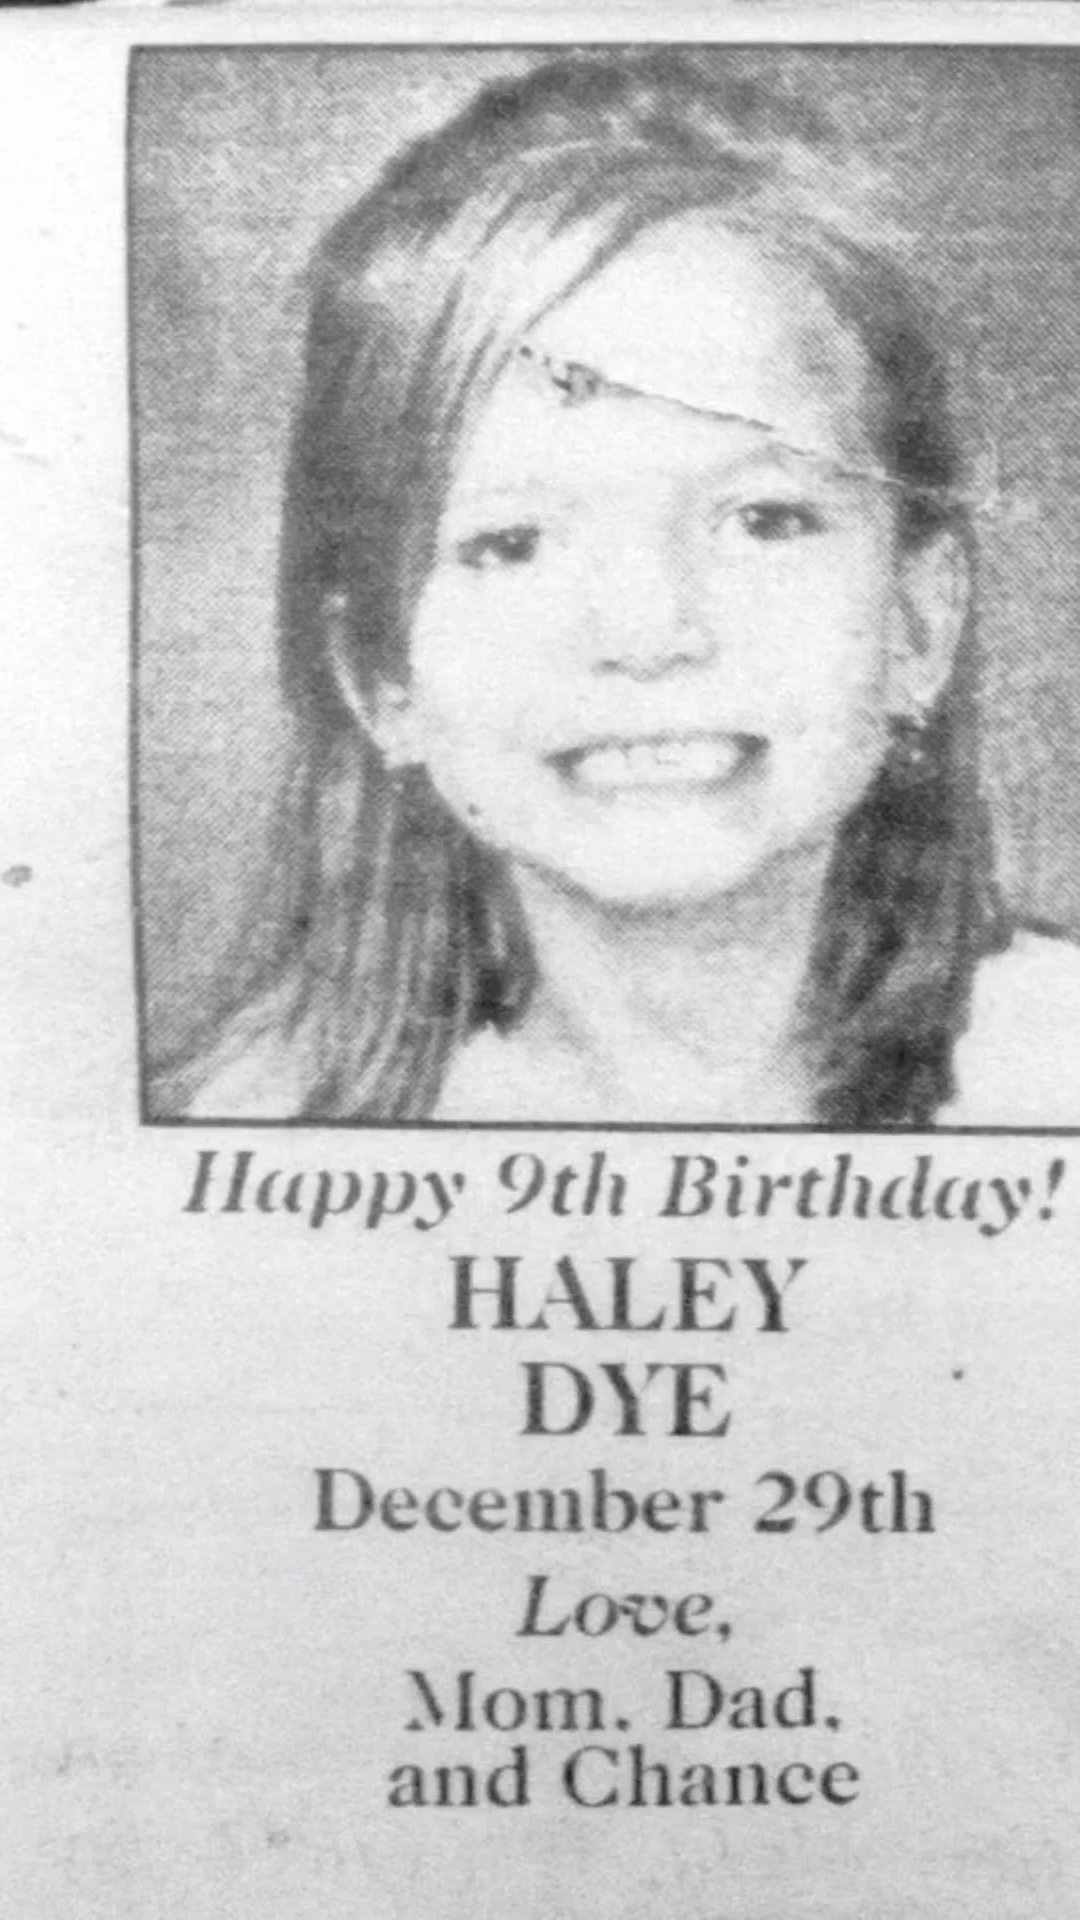 Happy 9th Birthday!
HALEY
DYE
December 29th
Love,
Mom, Dad,
and Chance